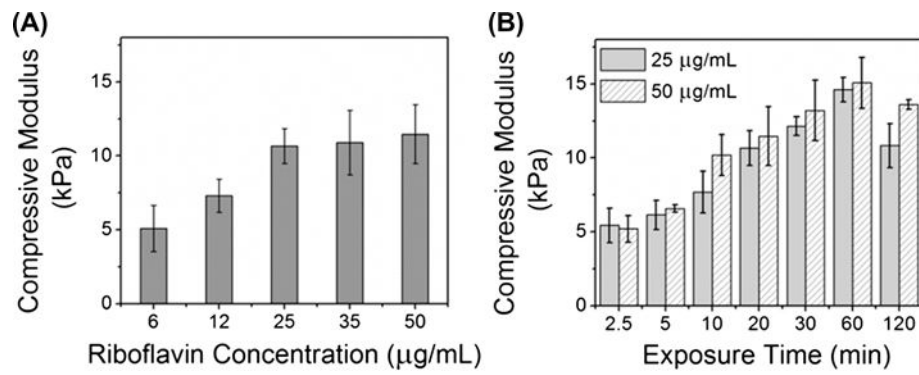 (A)
Compressive Modulus
(kPa)
15
10
5
0
6 12 25 35 50
Riboflavin Concentration (μg/mL)
(B)
Compressive Modulus
(kPa)
25 μg/mL
50 μg/mL
15
10
5
0
2.5 5 10 20 30 60 120
Exposure Time (min)